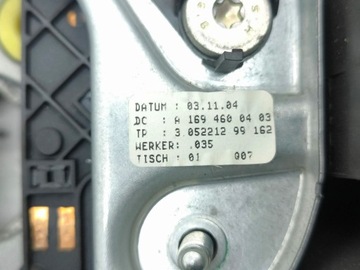 DATUM : 03.11.04
DC: A 169 460 04 03
TP : 3.052212 99 162
WERKER: .035
TISCH : 01 007